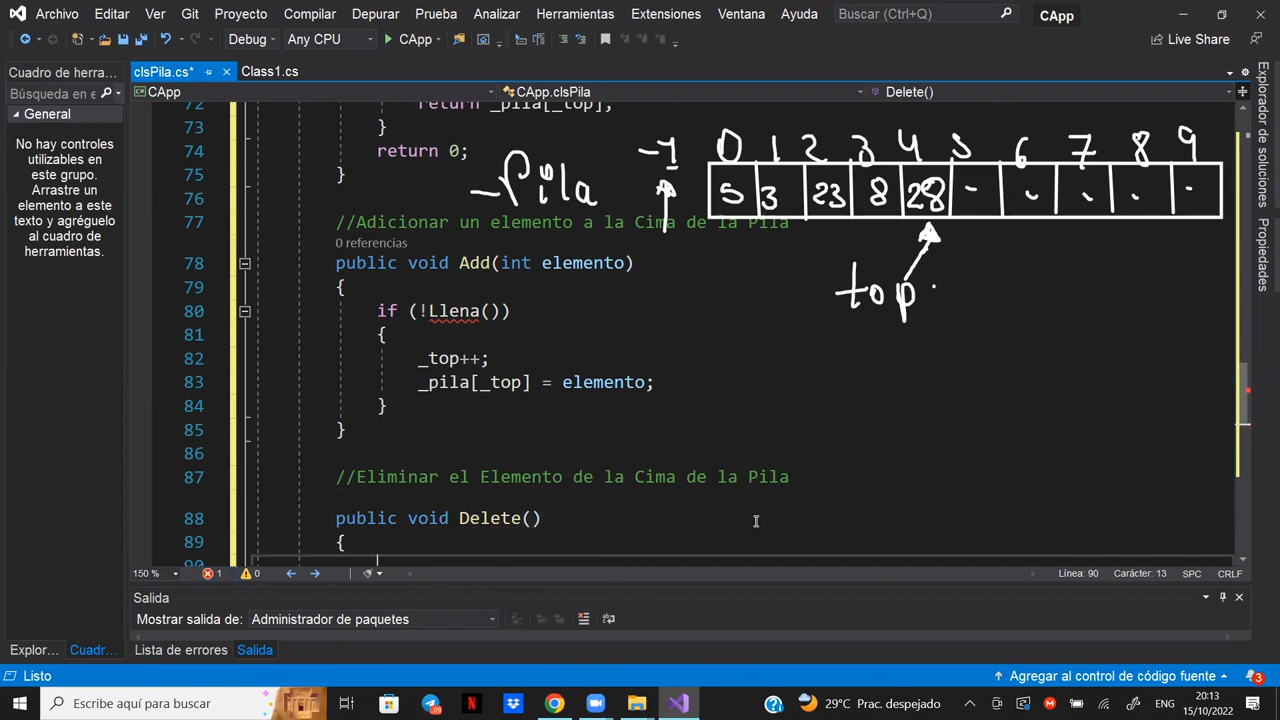 Archivo Editar Ver Git Proyecto Compilar Depurar Prueba Analizar Herramientas Extensiones Ventana Ayuda Buscar (Ctrl+Q) CApp
Debug Any CPU CApp Live Share
Cuadro de herra...
Búsqueda en e
General
No hay controles
utilizables en
este grupo.
Arrastre un
elemento a este
texto y agréguelo
al cuadro de
herramientas.
clsPila.cs* Class1.cs
CApp CApp.clsPila Delete()
72 return _pila[_top];
73 }
74 return 0;
75 }
76
77 //Adicionar un elemento a la Cima de la Pila
0 referencias
78 public void Add(int elemento)
79 {
80 if (!Llena())
81 {
82 _top++;
83 _pila[_top] = elemento;
84 }
85 }
86
87 //Eliminar el Elemento de la Cima de la Pila
88 public void Delete()
89 {
90
-1 0 1 2 3 4 5 6 7 8 9
-Pila 5 3 23 8 28 - . . . .
top
Explorador de soluciones
Propiedades
150 % 1 0 Línea: 90 Carácter: 13 SPC CRLF
Salida
Mostrar salida de: Administrador de paquetes
Explor... Cuadr... Lista de errores Salida
Listo Agregar al control de código fuente
Escribe aquí para buscar 29°C Prac. despejado ENG 20:13 15/10/2022